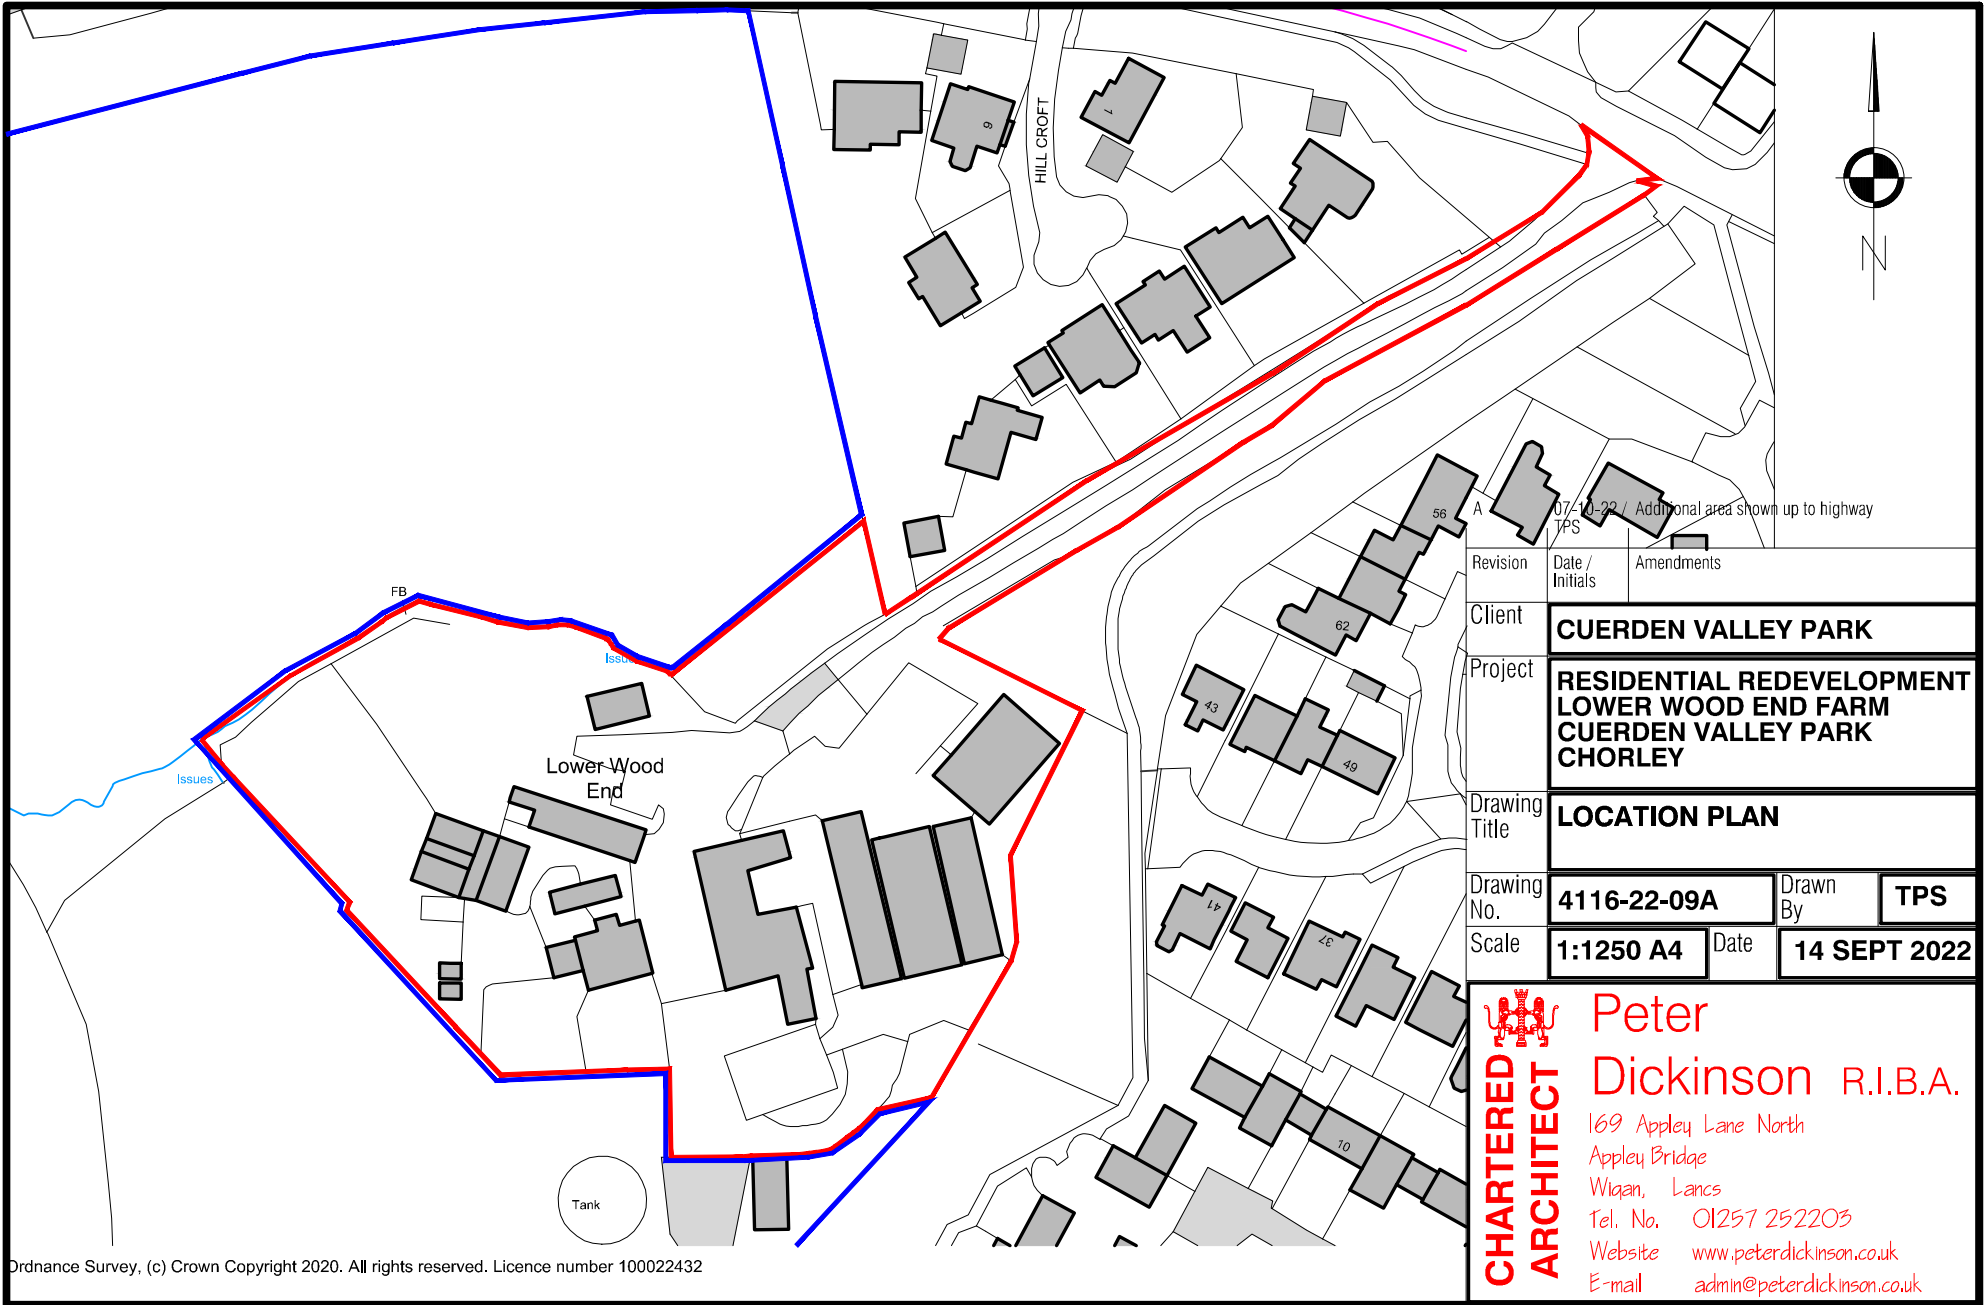 HILL CROFT
6
1
FB
Issues
Issues
Lower Wood
End
Tank
56
62
43
49
41
37
10
N
A
07-10-22 /
TPS
Additional area shown up to highway
Revision
Date /
Initials
Amendments
Client
CUERDEN VALLEY PARK
Project
RESIDENTIAL REDEVELOPMENT
LOWER WOOD END FARM
CUERDEN VALLEY PARK
CHORLEY
Drawing
Title
LOCATION PLAN
Drawing
No.
4116-22-09A
Drawn
By
TPS
Scale
1:1250 A4
Date
14 SEPT 2022
CHARTERED
ARCHITECT
Peter
Dickinson R.I.B.A.
169 Appley Lane North
Appley Bridge
Wigan, Lancs
Tel. No. 01257 252203
Website www.peterdickinson.co.uk
E-mail admin@peterdickinson.co.uk
Ordnance Survey, (c) Crown Copyright 2020. All rights reserved. Licence number 100022432